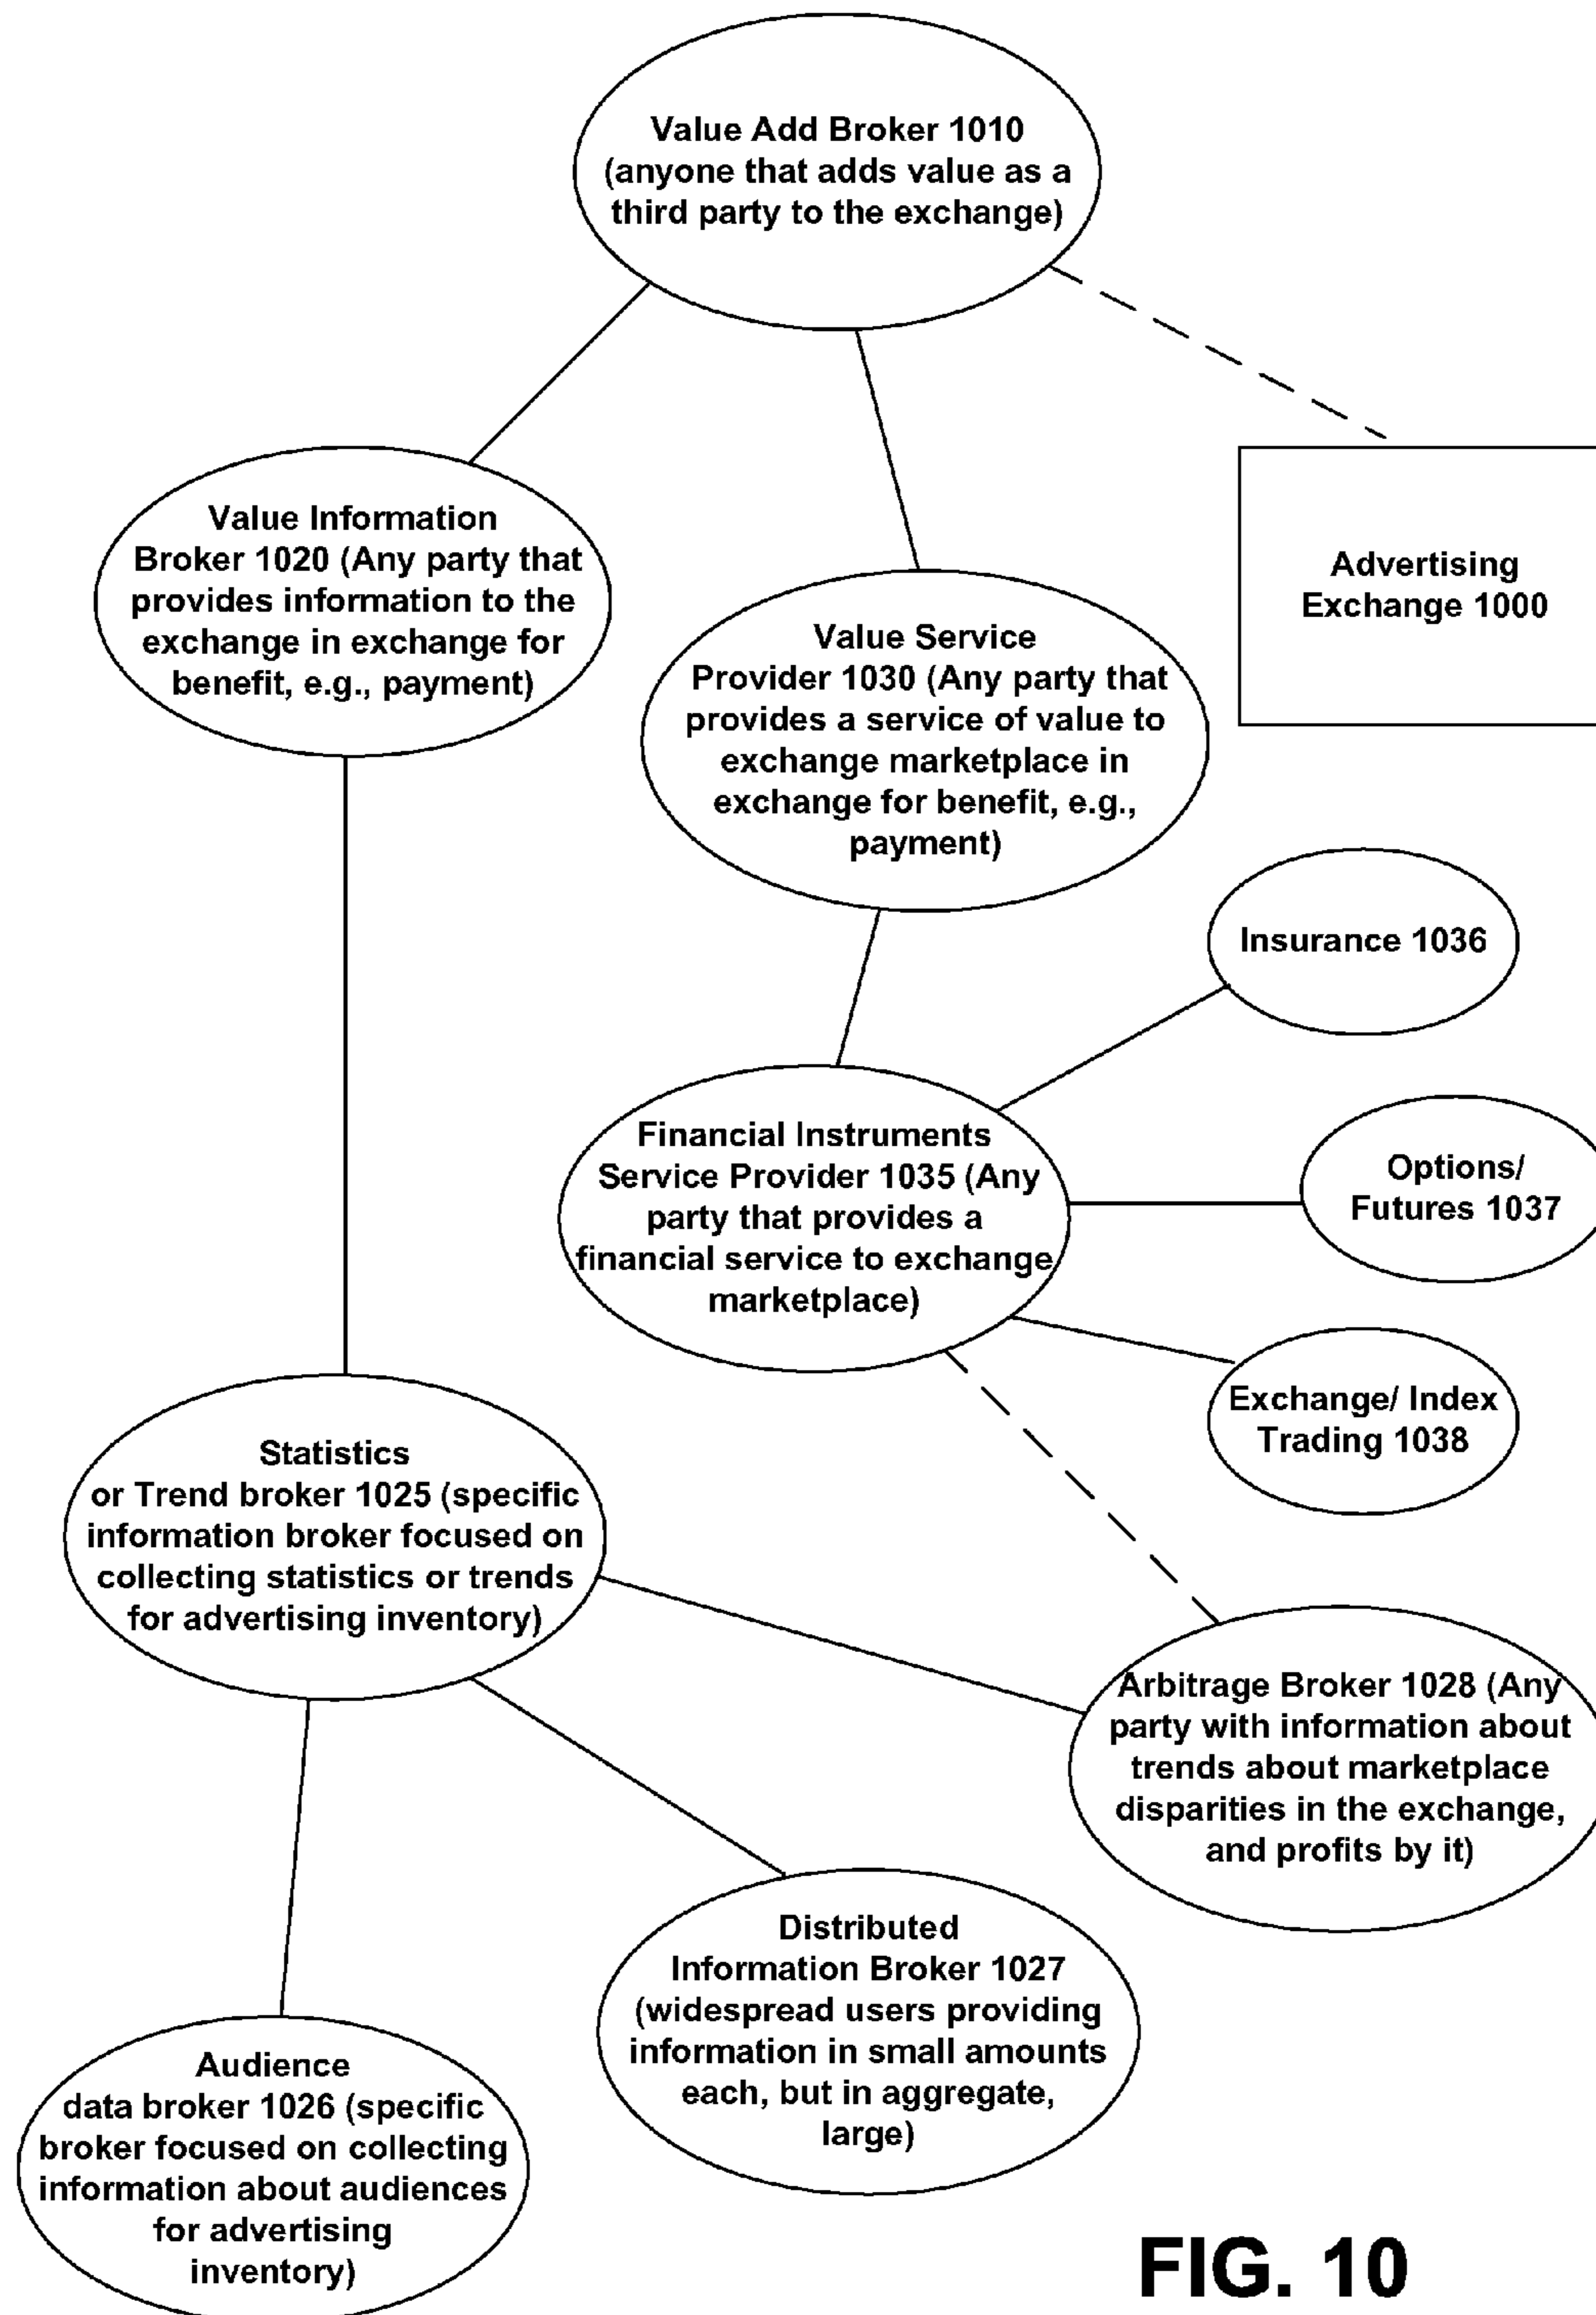 Value Add Broker 1010
(anyone that adds value as a
third party to the exchange)
Value Information
Broker 1020 (Any party that
provides information to the
exchange in exchange for
benefit, e.g., payment)
Value Service
Provider 1030 (Any party that
provides a service of value to
exchange marketplace in
exchange for benefit, e.g.,
payment)
Advertising
Exchange 1000
Insurance 1036
Financial Instruments
Service Provider 1035 (Any
party that provides a
financial service to exchange
marketplace)
Options/
Futures 1037
Exchange/ Index
Trading 1038
Statistics
or Trend broker 1025 (specific
information broker focused on
collecting statistics or trends
for advertising inventory)
Arbitrage Broker 1028 (Any
party with information about
trends about marketplace
disparities in the exchange,
and profits by it)
Distributed
Information Broker 1027
(widespread users providing
information in small amounts
each, but in aggregate,
large)
Audience
data broker 1026 (specific
broker focused on collecting
information about audiences
for advertising
inventory)
FIG. 10